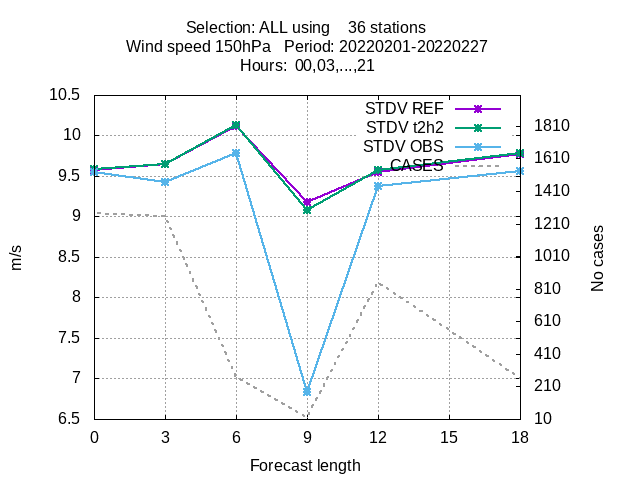 Selection: ALL using 36 stations
Wind speed 150hPa Period: 20220201-20220227
Hours: 00,03,...,21
STDV REF
STDV t2h2
STDV OBS
CASES
10.5
10
9.5
9
8.5
8
7.5
7
6.5
m/s
1810
1610
1410
1210
1010
810
610
410
210
10
No cases
0 3 6 9 12 15 18
Forecast length